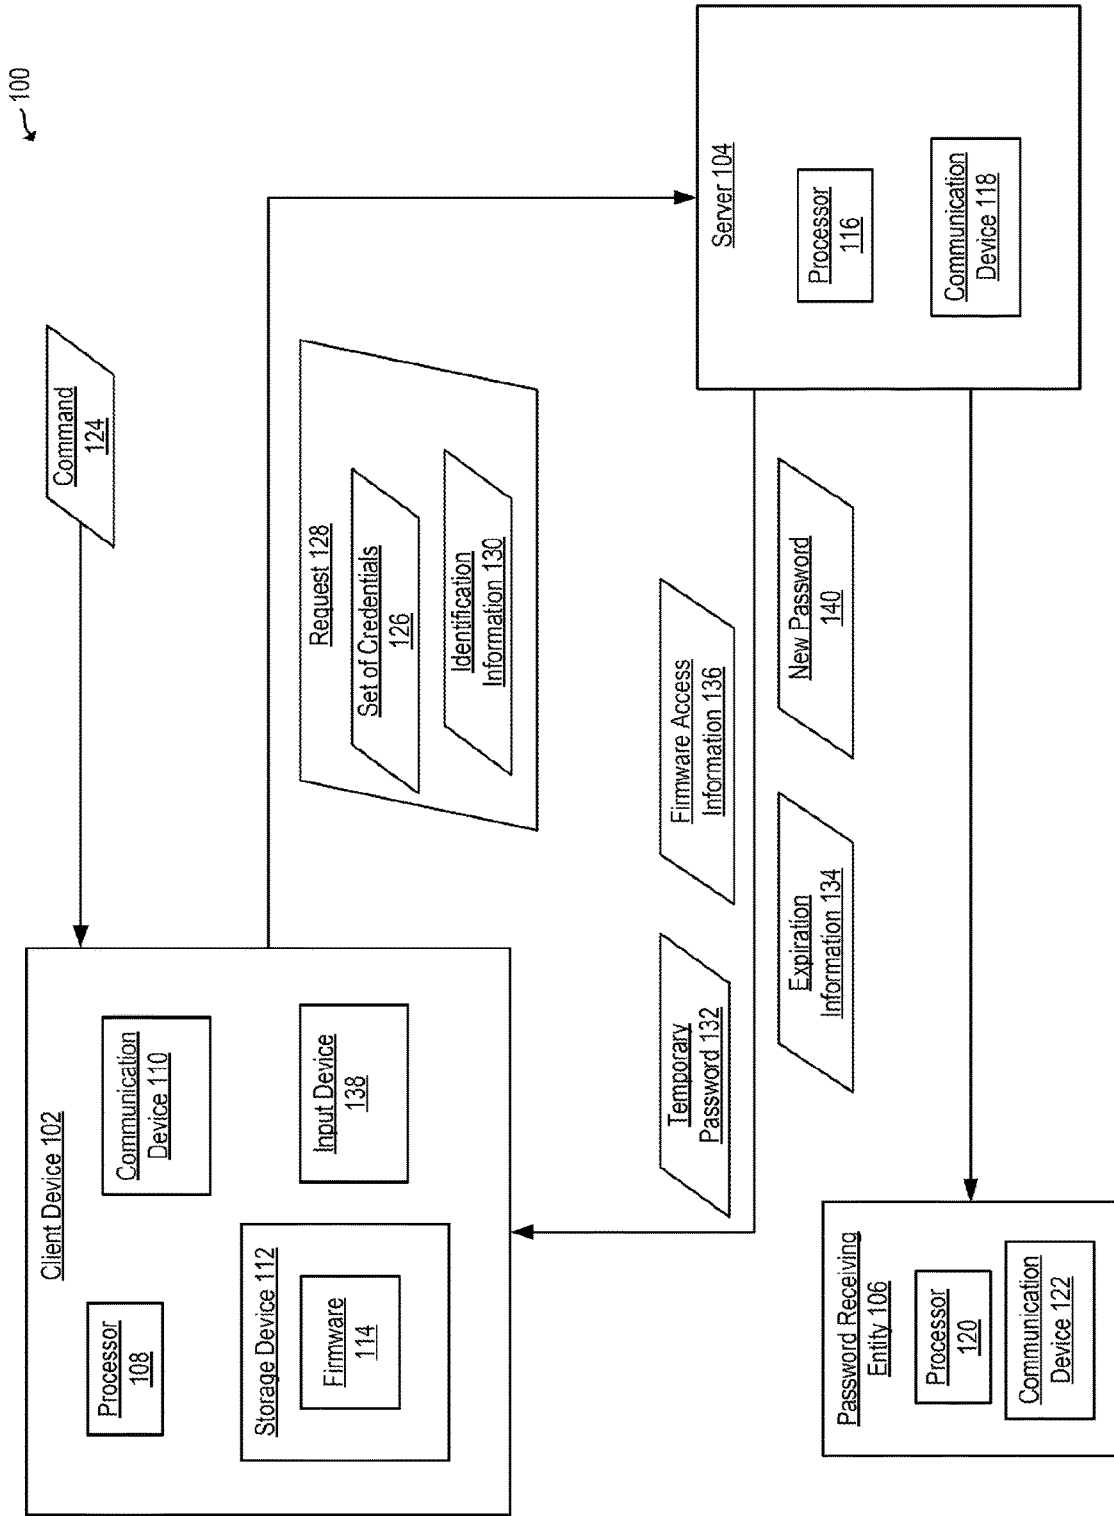 100
Command
124
Client Device 102
Processor
108
Communication
Device 110
Storage Device 112
Firmware
114
Input Device
138
Request 128
Set of Credentials
126
Identification
Information 130
Server 104
Processor
116
Communication
Device 118
Temporary
Password 132
Firmware Access
Information 136
Expiration
Information 134
New Password
140
Password Receiving
Entity 106
Processor
120
Communication
Device 122